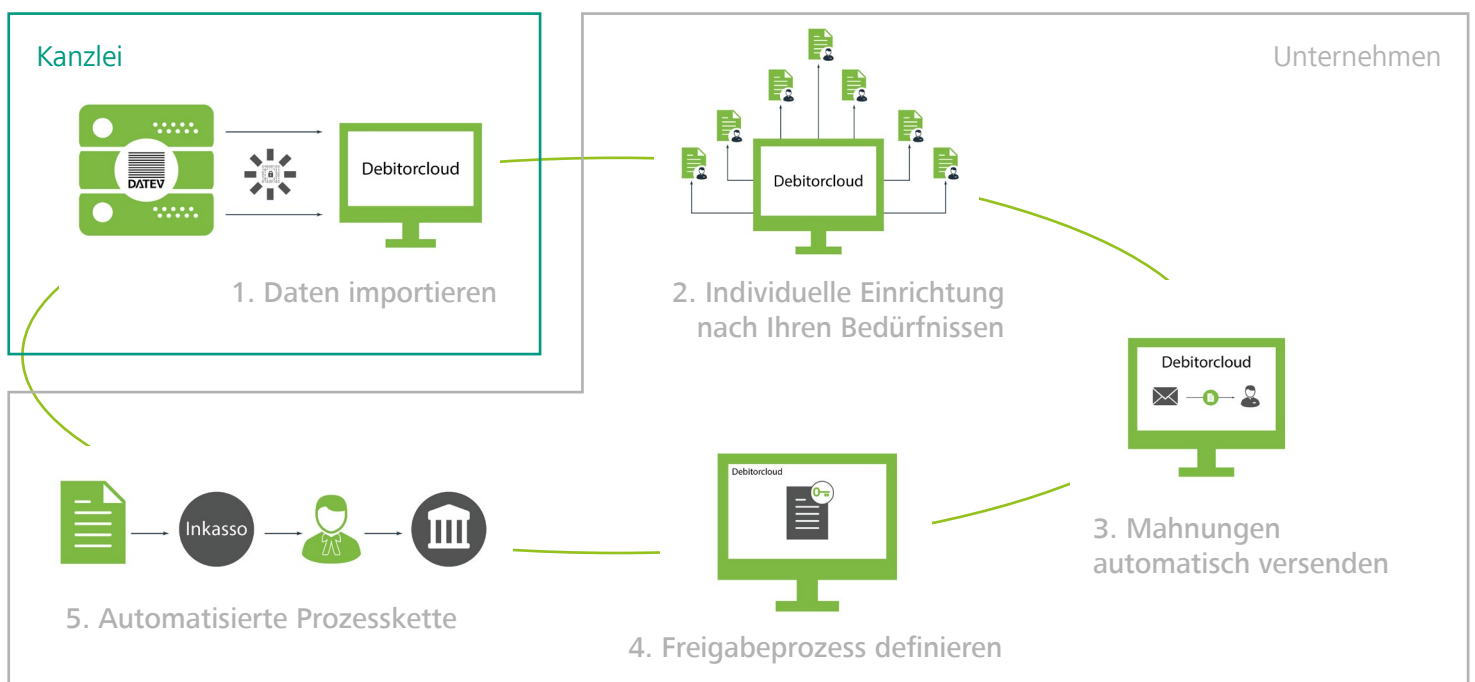 Kanzlei
Unternehmen
DATEV
Debitorcloud
1. Daten importieren
Debitorcloud
2. Individuelle Einrichtung
nach Ihren Bedürfnissen
Debitorcloud
3. Mahnungen
automatisch versenden
Debitorcloud
4. Freigabeprozess definieren
Inkasso
5. Automatisierte Prozesskette